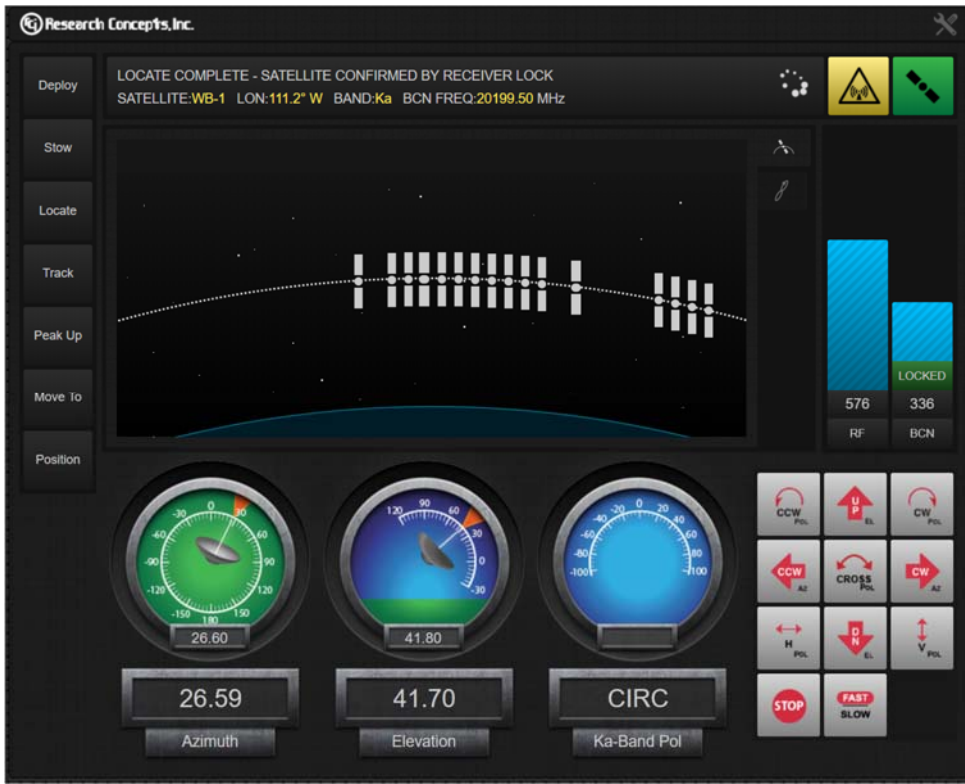 RCi Research Concepts, Inc.
LOCATE COMPLETE - SATELLITE CONFIRMED BY RECEIVER LOCK
SATELLITE:WB-1 LON:111.2° W BAND:Ka BCN FREQ:20199.50 MHz
Deploy
Stow
Locate
Track
Peak Up
Move To
Position
LOCKED
576 336
RF BCN
-150 -120 -90 -60 -30 0 30 60 90 120 150 180
26.60
26.59
Azimuth
120 90 60 30 0 -30
41.80
41.70
Elevation
-100 -80 -60 -40 -20 0 20 40 60 80 100
CIRC
Ka-Band Pol
CCW POL
UP EL
CW POL
CCW AZ
CROSS POL
CW AZ
H POL
DN EL
V POL
STOP
FAST
SLOW